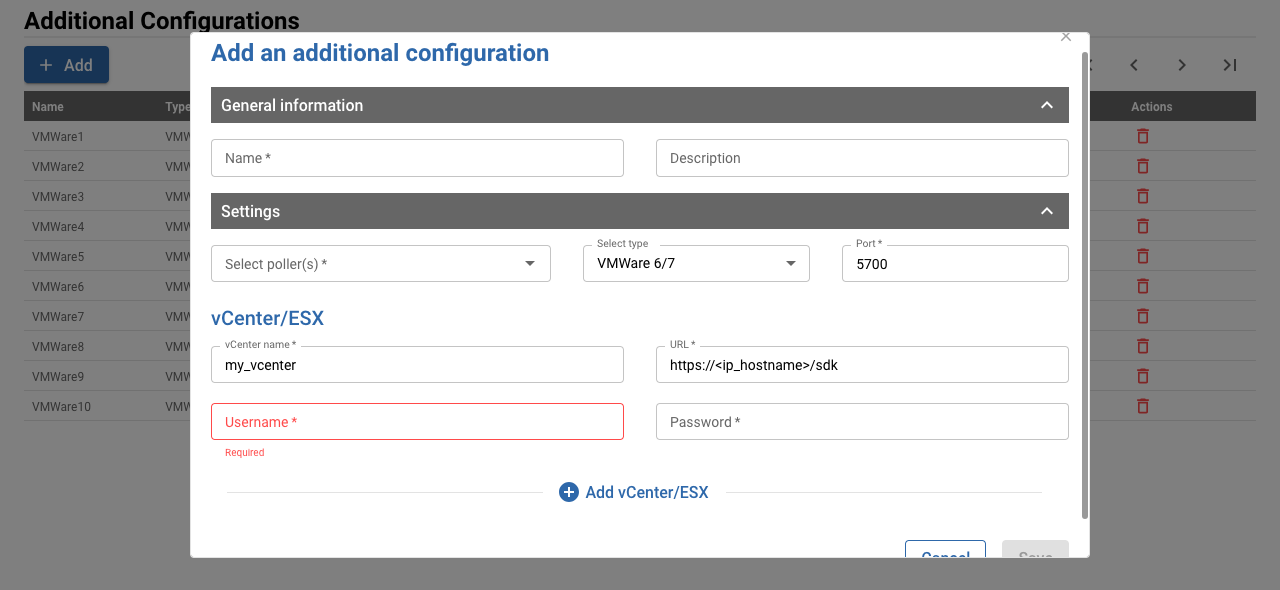 Additional Configurations
Add an additional configuration
Add
Name Type Actions
General information
VMWare1 VMW
Name * Description
VMWare2 VMW
VMWare3 VMW
Settings
VMWare4 VMW
VMWare5 VMW
Select poller(s) * Select type VMWare 6/7 Port * 5700
VMWare6 VMW
VMWare7 VMW
vCenter/ESX
VMWare8 VMW
vCenter name * URL *
my_vcenter https://<ip_hostname>/sdk
VMWare9 VMW
VMWare10 VMW
Username * Password *
Required
Add vCenter/ESX
Cancel Save